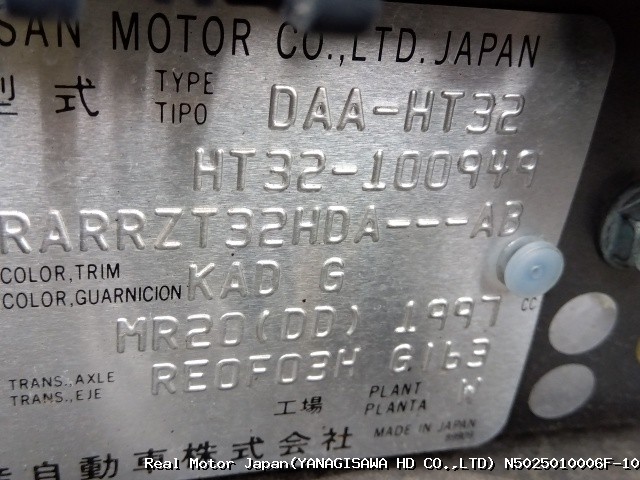 SAN MOTOR CO.,LTD. JAPAN
型式 TYPE TIPO DAA-HT32
HT32-100949
RARRZT32HDA---AB
COLOR,TRIM
COLOR,GUARNICION KAD G
MR20(DD) 1997 CC
TRANS.,AXLE
TRANS.,EJE RE0F03H G163
工場 PLANT PLANTA W
MADE IN JAPAN
産自動車株式会社
Real Motor Japan(YANAGISAWA HD CO.,LTD) N5025010006F-10